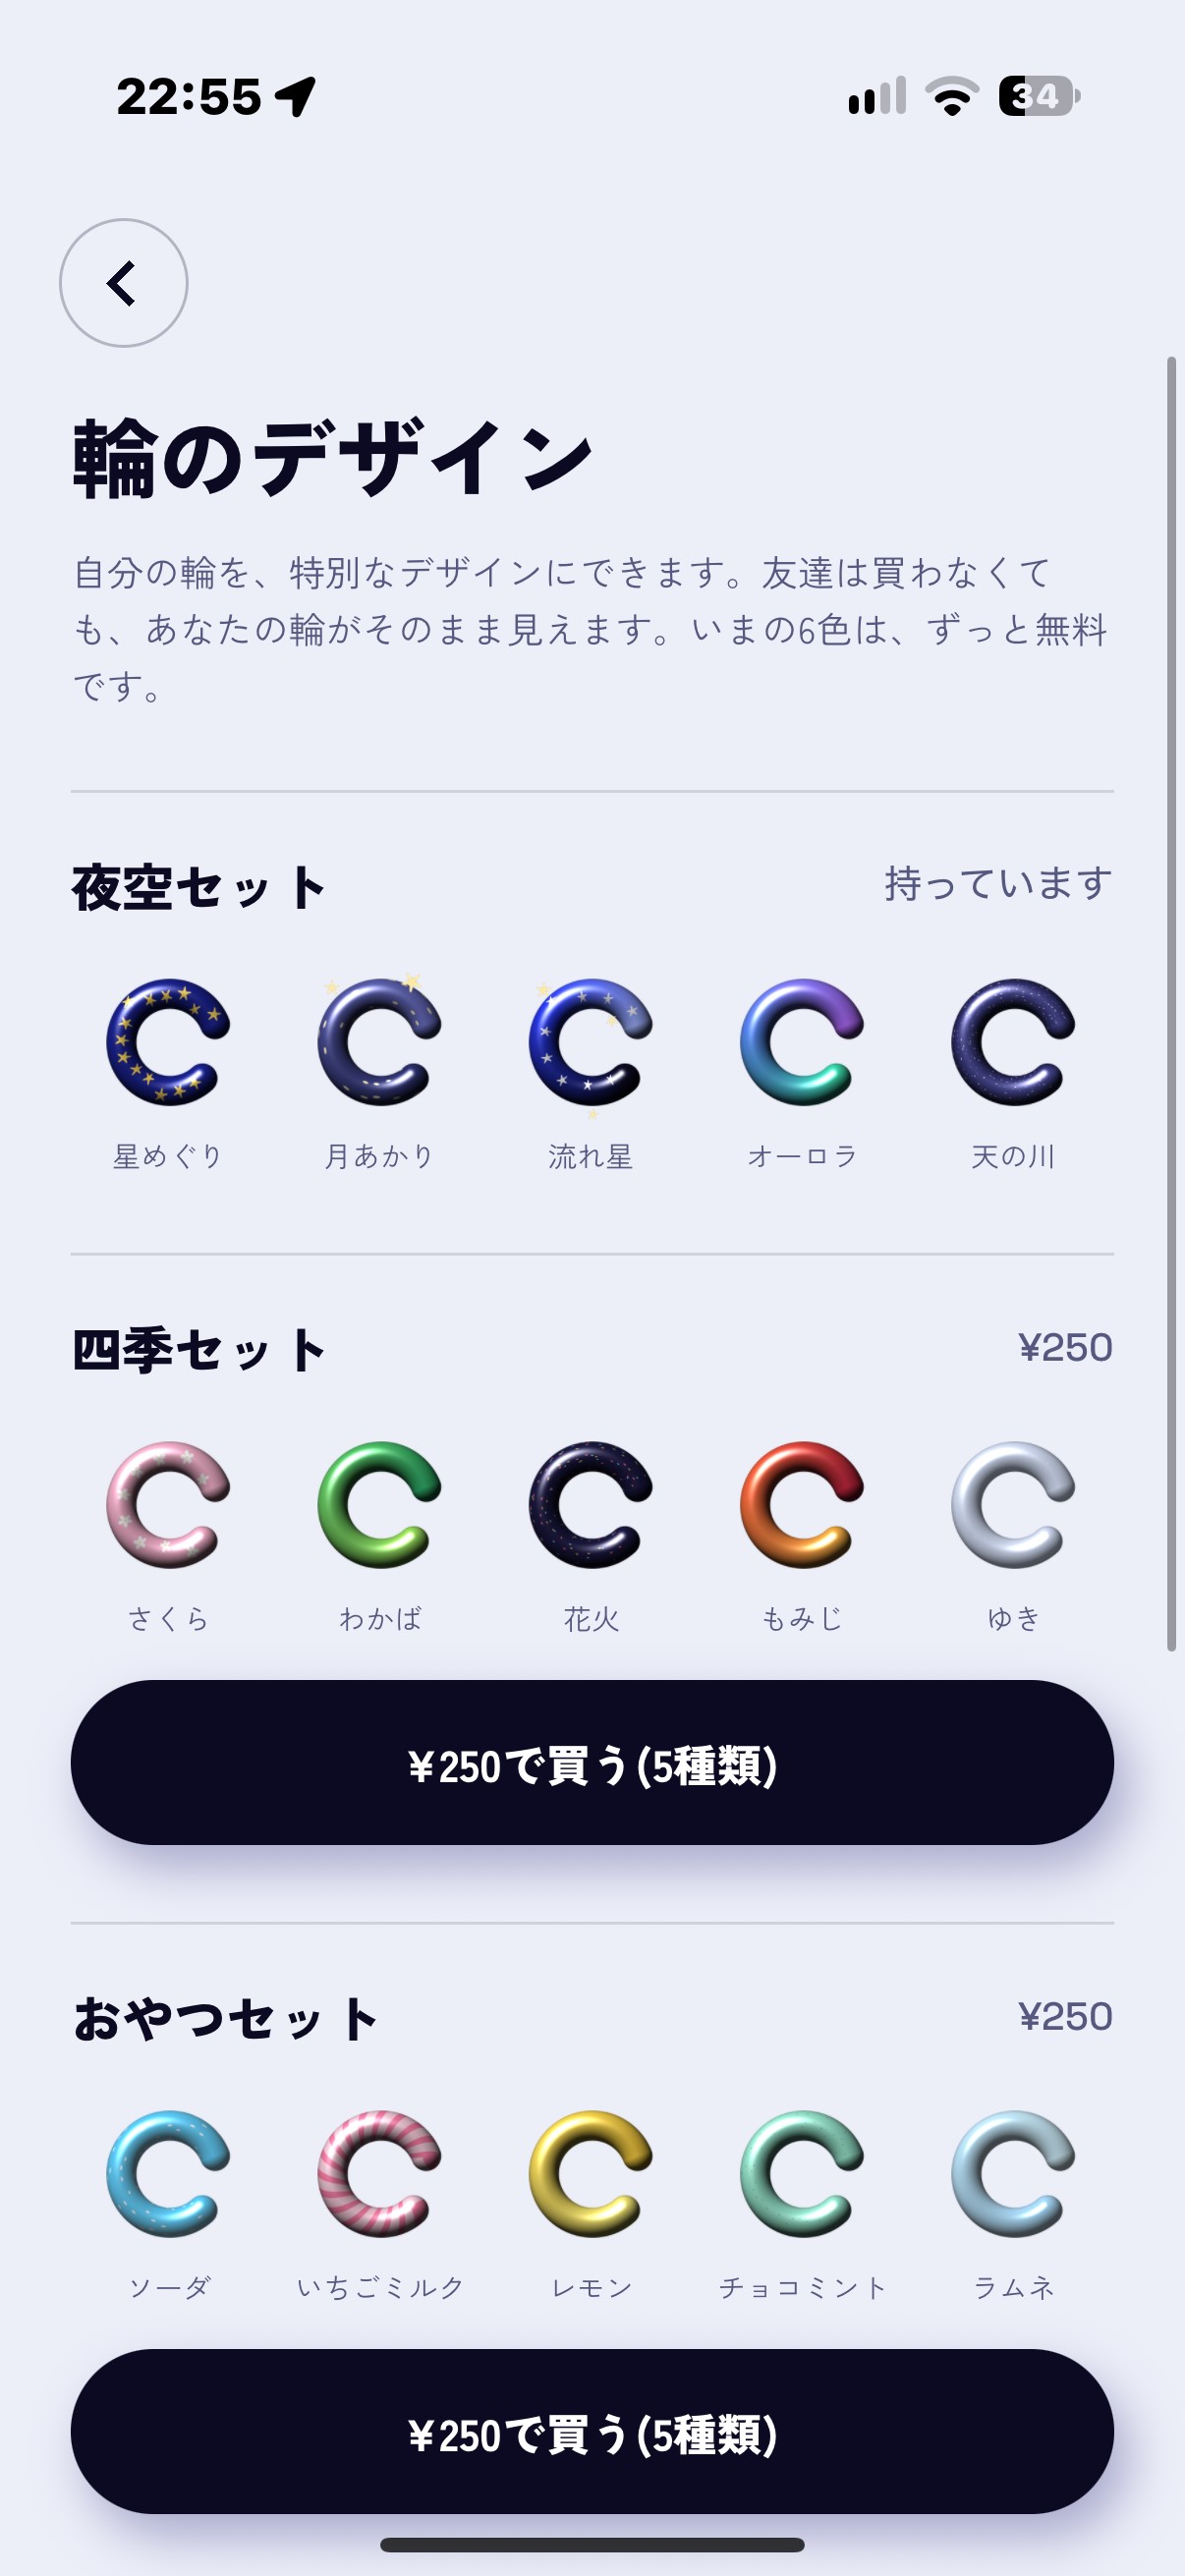 22:55
34
輪のデザイン
自分の輪を、特別なデザインにできます。友達は買わなくて
も、あなたの輪がそのまま見えます。いまの6色は、ずっと無料
です。
夜空セット 持っています
星めぐり 月あかり 流れ星 オーロラ 天の川
四季セット ¥250
さくら わかば 花火 もみじ ゆき
¥250で買う(5種類)
おやつセット ¥250
ソーダ いちごミルク レモン チョコミント ラムネ
¥250で買う(5種類)